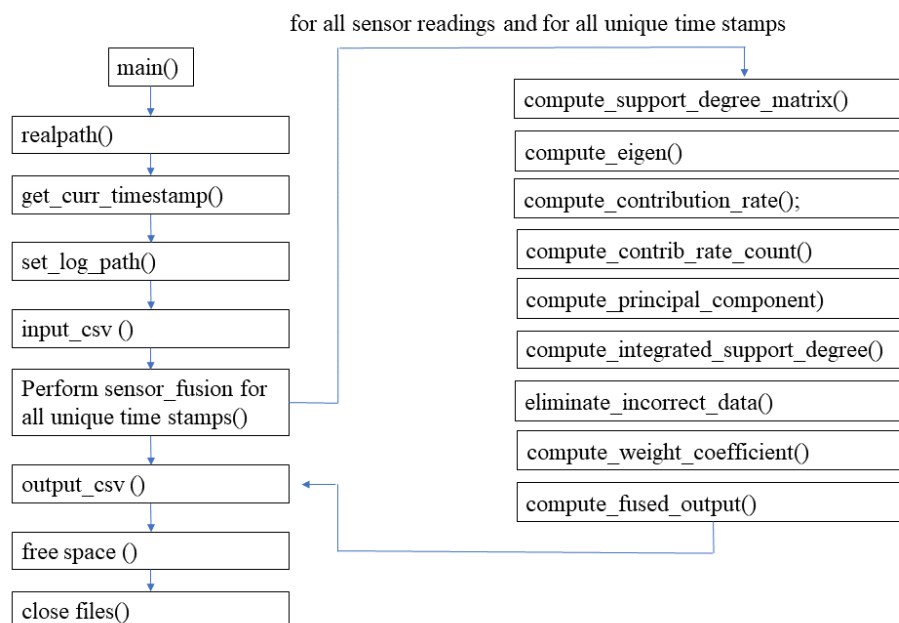 for all sensor readings and for all unique time stamps
main()
realpath()
get_curr_timestamp()
set_log_path()
input_csv ()
Perform sensor_fusion for
all unique time stamps()
output_csv ()
free space ()
close files()
compute_support_degree_matrix()
compute_eigen()
compute_contribution_rate();
compute_contrib_rate_count()
compute_principal_component)
compute_integrated_support_degree()
eliminate_incorrect_data()
compute_weight_coefficient()
compute_fused_output()